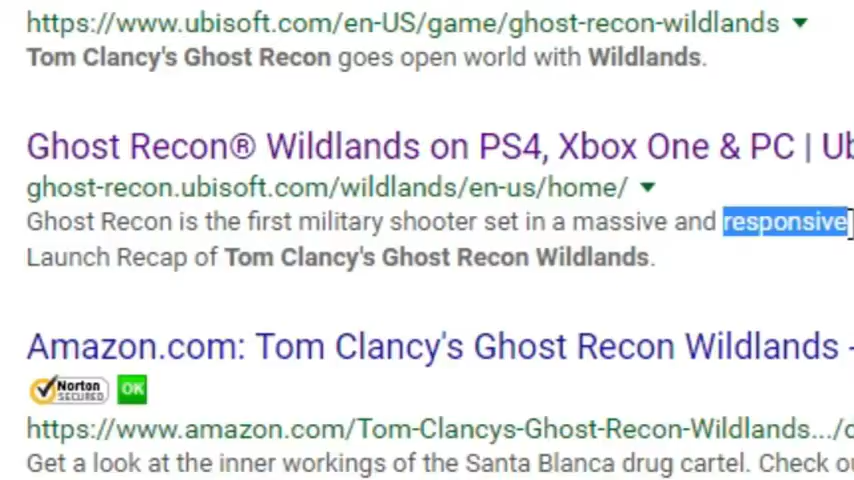 https://www.ubisoft.com/en-US/game/ghost-recon-wildlands
Tom Clancy's Ghost Recon goes open world with Wildlands.
Ghost Recon® Wildlands on PS4, Xbox One & PC | Ub
ghost-recon.ubisoft.com/wildlands/en-us/home/
Ghost Recon is the first military shooter set in a massive and responsive
Launch Recap of Tom Clancy's Ghost Recon Wildlands.
Amazon.com: Tom Clancy's Ghost Recon Wildlands -
Norton SECURED OK
https://www.amazon.com/Tom-Clancys-Ghost-Recon-Wildlands.../d
Get a look at the inner workings of the Santa Blanca drug cartel. Check ou